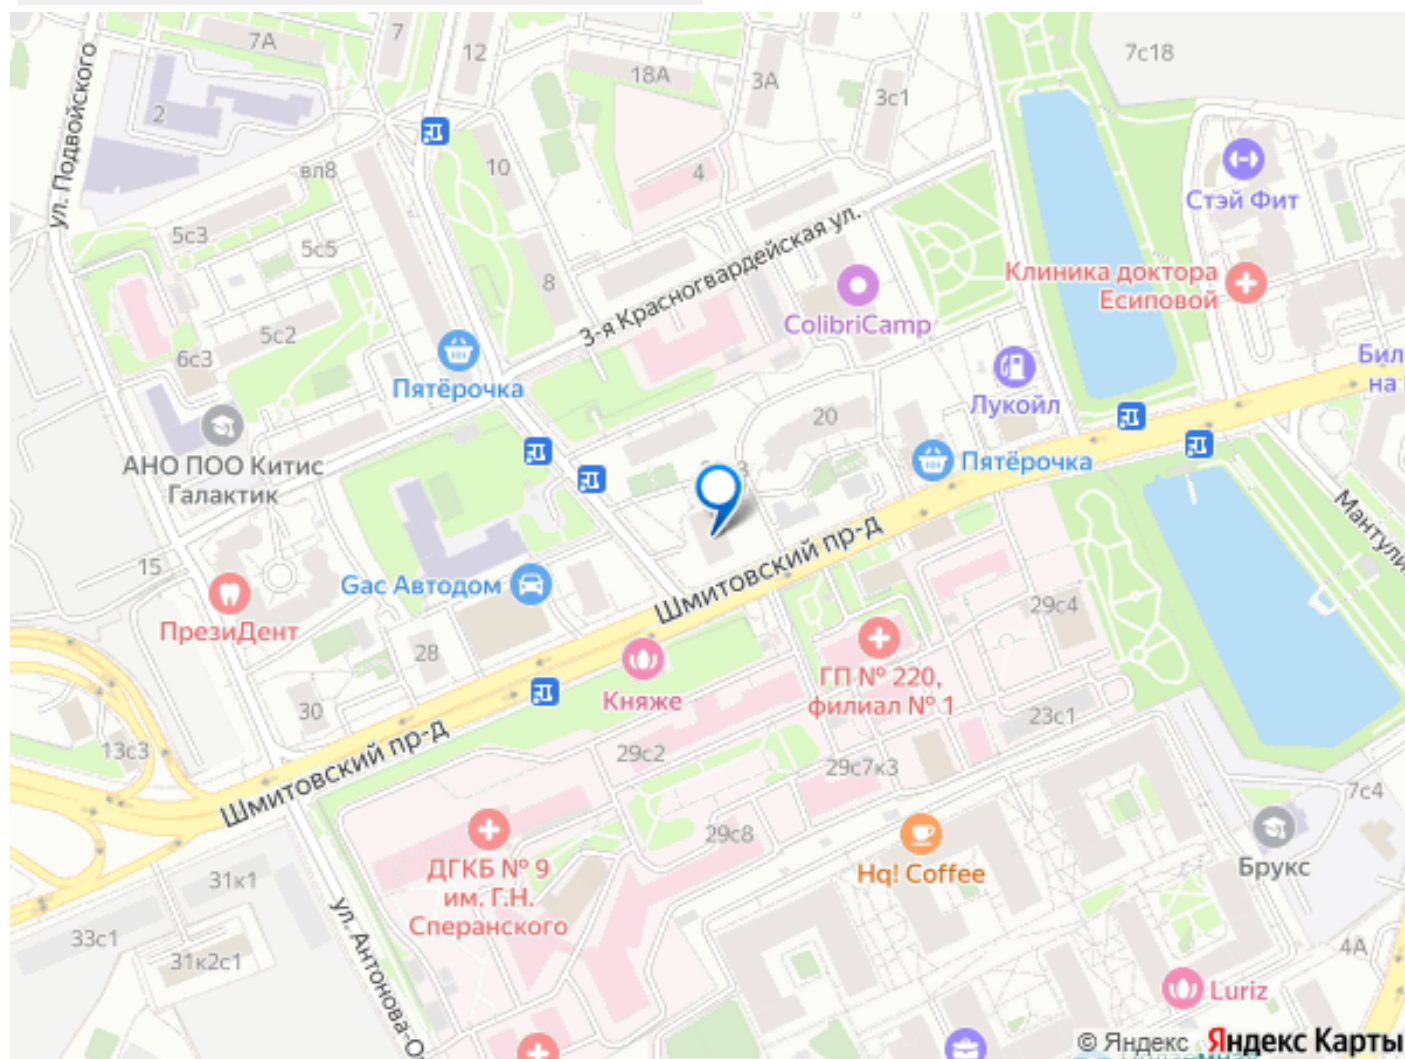 7А
7
12
18А
3А
3с1
7с18
ул. Подвойского
2
вл8
10
4
Стэй Фит
5с3
5с5
8
3-я Красногвардейская ул.
Клиника доктора
Есиповой
ColibriCamp
5с2
6с3
Пятёрочка
Лукойл
Бил
на
20
АНО ПОО Китис
Галактик
Пятёрочка
Мантули
15
Gac Автодом
Шмитовский пр-д
29с4
ПрезиДент
28
Княже
ГП № 220,
филиал № 1
30
23с1
13с3
Шмитовский пр-д
29с2
29с7к3
7с4
29с8
ДГКБ № 9
им. Г.Н.
Сперанского
Hq! Coffee
Брукс
31к1
33с1
31к2с1
ул. Антонова-О
4А
Luriz
© Яндекс Яндекс Карты